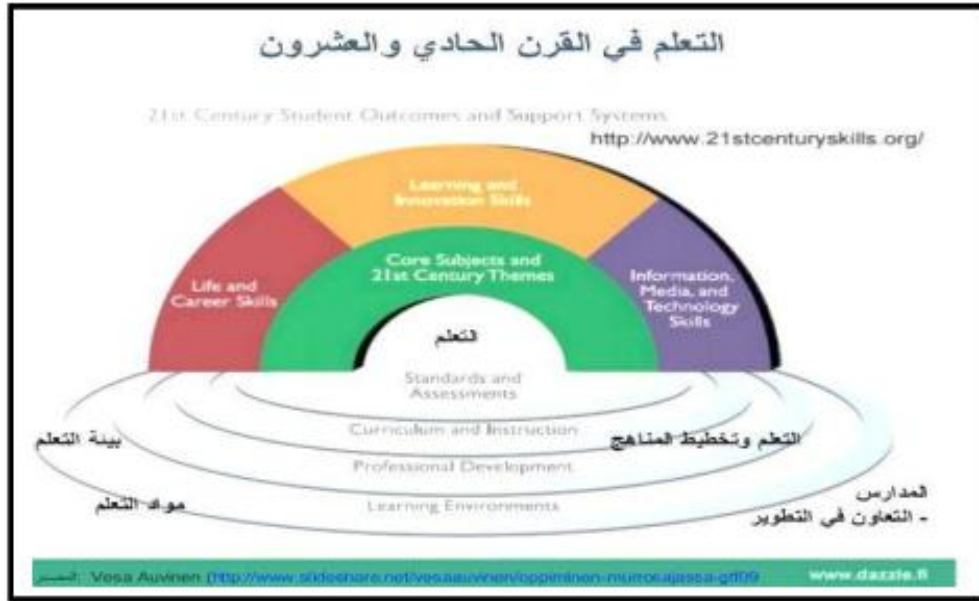 التعلم في القرن الحادي والعشرون
21st Century Student Outcomes and Support Systems
http://www.21stcenturyskills.org/
Learning and
Innovation Skills
Core Subjects and
21st Century Themes
Life and
Career Skills
Information,
Media, and
Technology
Skills
التعلم
Standards and
Assessments
Curriculum and Instruction
التعلم وتخطيط المناهج
بيئة التعلم
Professional Development
المدارس
- التعاون في التطوير
Learning Environments
مواد التعلم
المصدر: Vesa Auvinen (http://www.slideshare.net/vesaauvinen/oppiminen-murrosajassa-gtl09
www.dazzle.fi